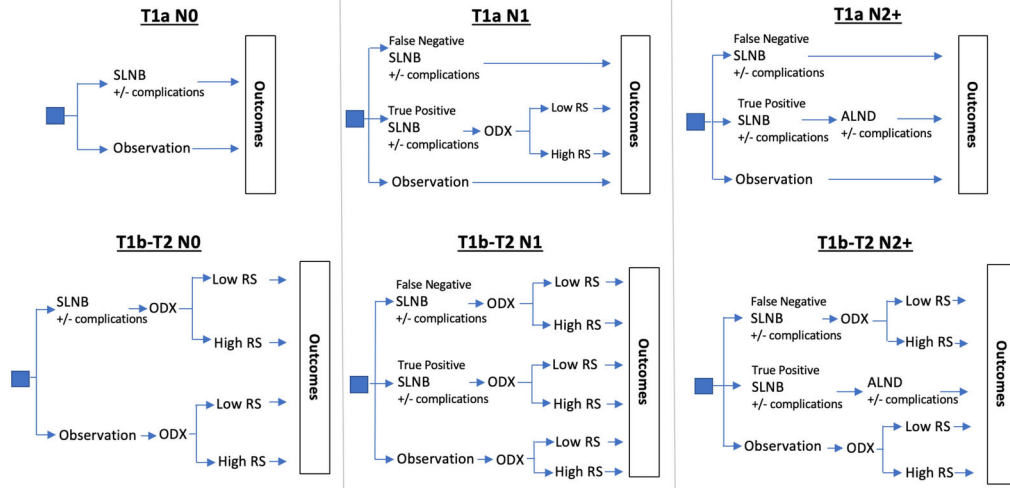 T1a N0
SLNB
+/- complications
Observation
Outcomes
T1a N1
False Negative
SLNB
+/- complications
True Positive
SLNB
+/- complications
ODX
Low RS
High RS
Observation
Outcomes
T1a N2+
False Negative
SLNB
+/- complications
True Positive
SLNB
+/- complications
ALND
+/- complications
Observation
Outcomes
T1b-T2 N0
SLNB
+/- complications
ODX
Low RS
High RS
Observation
ODX
Low RS
High RS
Outcomes
T1b-T2 N1
False Negative
SLNB
+/- complications
ODX
Low RS
High RS
True Positive
SLNB
+/- complications
ODX
Low RS
High RS
Observation
ODX
Low RS
High RS
Outcomes
T1b-T2 N2+
False Negative
SLNB
+/- complications
ODX
Low RS
High RS
True Positive
SLNB
+/- complications
ALND
+/- complications
Observation
ODX
Low RS
High RS
Outcomes